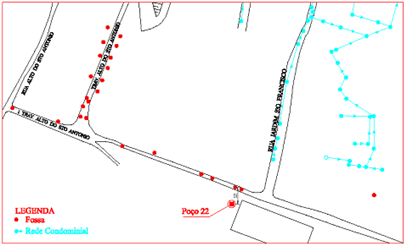 RUA ALTO DO STO ANTONIO
TRAV. ALTO DO STO ANTONIO
1 TRAV ALTO DO STO ANTONIO
RUA JARDIM SÃO FRANCISCO
Poço 22
LEGENDA
Fossa
Rede Condominial